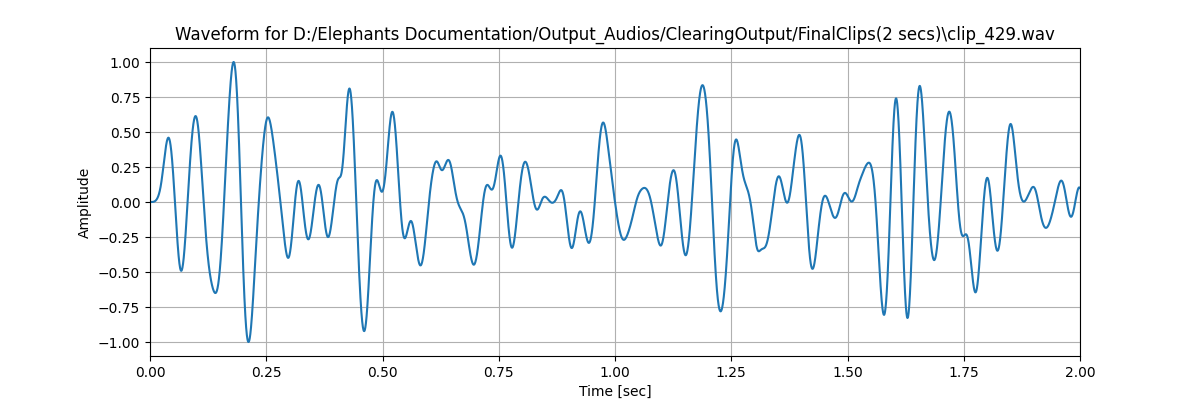 Waveform for D:/Elephants Documentation/Output_Audios/ClearingOutput/FinalClips(2 secs)\clip_429.wav
1.00
0.75
0.50
0.25
0.00
−0.25
−0.50
−0.75
−1.00
Amplitude
0.00 0.25 0.50 0.75 1.00 1.25 1.50 1.75 2.00
Time [sec]